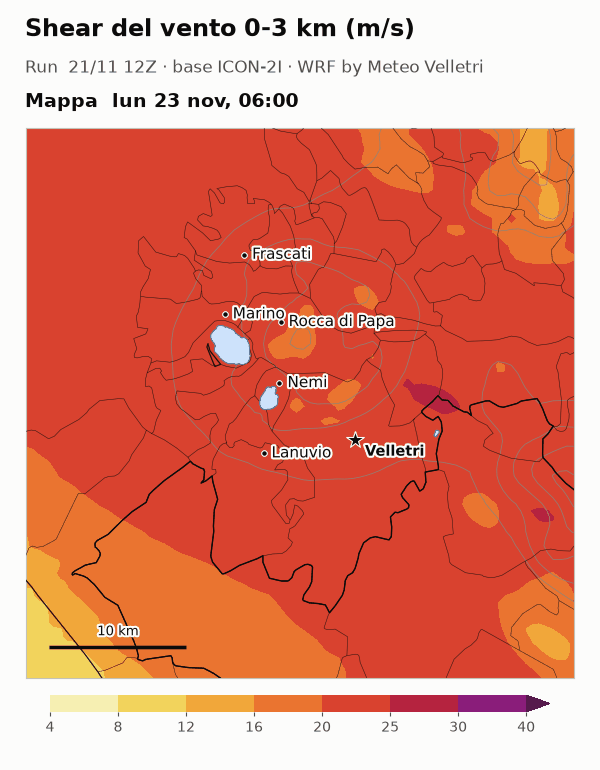 Shear del vento 0-3 km (m/s)
Run  21/11 12Z · base ICON-2I · WRF by Meteo Velletri
Mappa  lun 23 nov, 06:00
Frascati
Marino
Rocca di Papa
Nemi
Velletri
Lanuvio
10 km
4 8 12 16 20 25 30 40